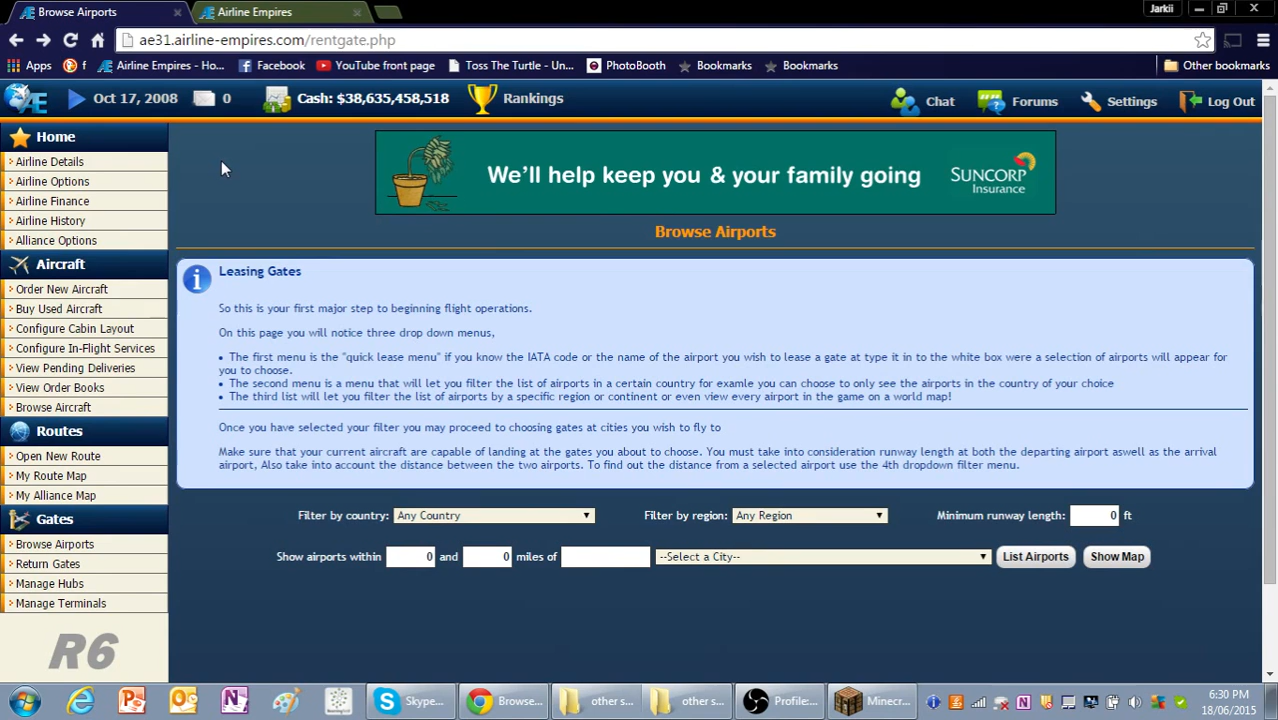 Browse Airports
Airline Empires
Jarkii
ae31.airline-empires.com/rentgate.php
Apps
f
Airline Empires - Ho...
Facebook
YouTube front page
Toss The Turtle - Un...
PhotoBooth
Bookmarks
Bookmarks
Other bookmarks
AE
Oct 17, 2008
0
Cash: $38,635,458,518
Rankings
Chat
Forums
Settings
Log Out
Home
Airline Details
Airline Options
Airline Finance
Airline History
Alliance Options
Aircraft
Order New Aircraft
Buy Used Aircraft
Configure Cabin Layout
Configure In-Flight Services
View Pending Deliveries
View Order Books
Browse Aircraft
Routes
Open New Route
My Route Map
My Alliance Map
Gates
Browse Airports
Return Gates
Manage Hubs
Manage Terminals
R6
We'll help keep you & your family going
SUNCORP
Insurance
Browse Airports
Leasing Gates
So this is your first major step to beginning flight operations.
On this page you will notice three drop down menus,
• The first menu is the "quick lease menu" if you know the IATA code or the name of the airport you wish to lease a gate at type it in to the white box were a selection of airports will appear for
you to choose.
• The second menu is a menu that will let you filter the list of airports in a certain country for examle you can choose to only see the airports in the country of your choice
• The third list will let you filter the list of airports by a specific region or continent or even view every airport in the game on a world map!
Once you have selected your filter you may proceed to choosing gates at cities you wish to fly to
Make sure that your current aircraft are capable of landing at the gates you about to choose. You must take into consideration runway length at both the departing airport aswell as the arrival
airport, Also take into account the distance between the two airports. To find out the distance from a selected airport use the 4th dropdown filter menu.
Filter by country: Any Country
Filter by region: Any Region
Minimum runway length: 0 ft
Show airports within 0 and 0 miles of --Select a City--
List Airports
Show Map
Skype...
Browse...
other s...
other s...
Profile:...
Minecr...
6:30 PM
18/06/2015